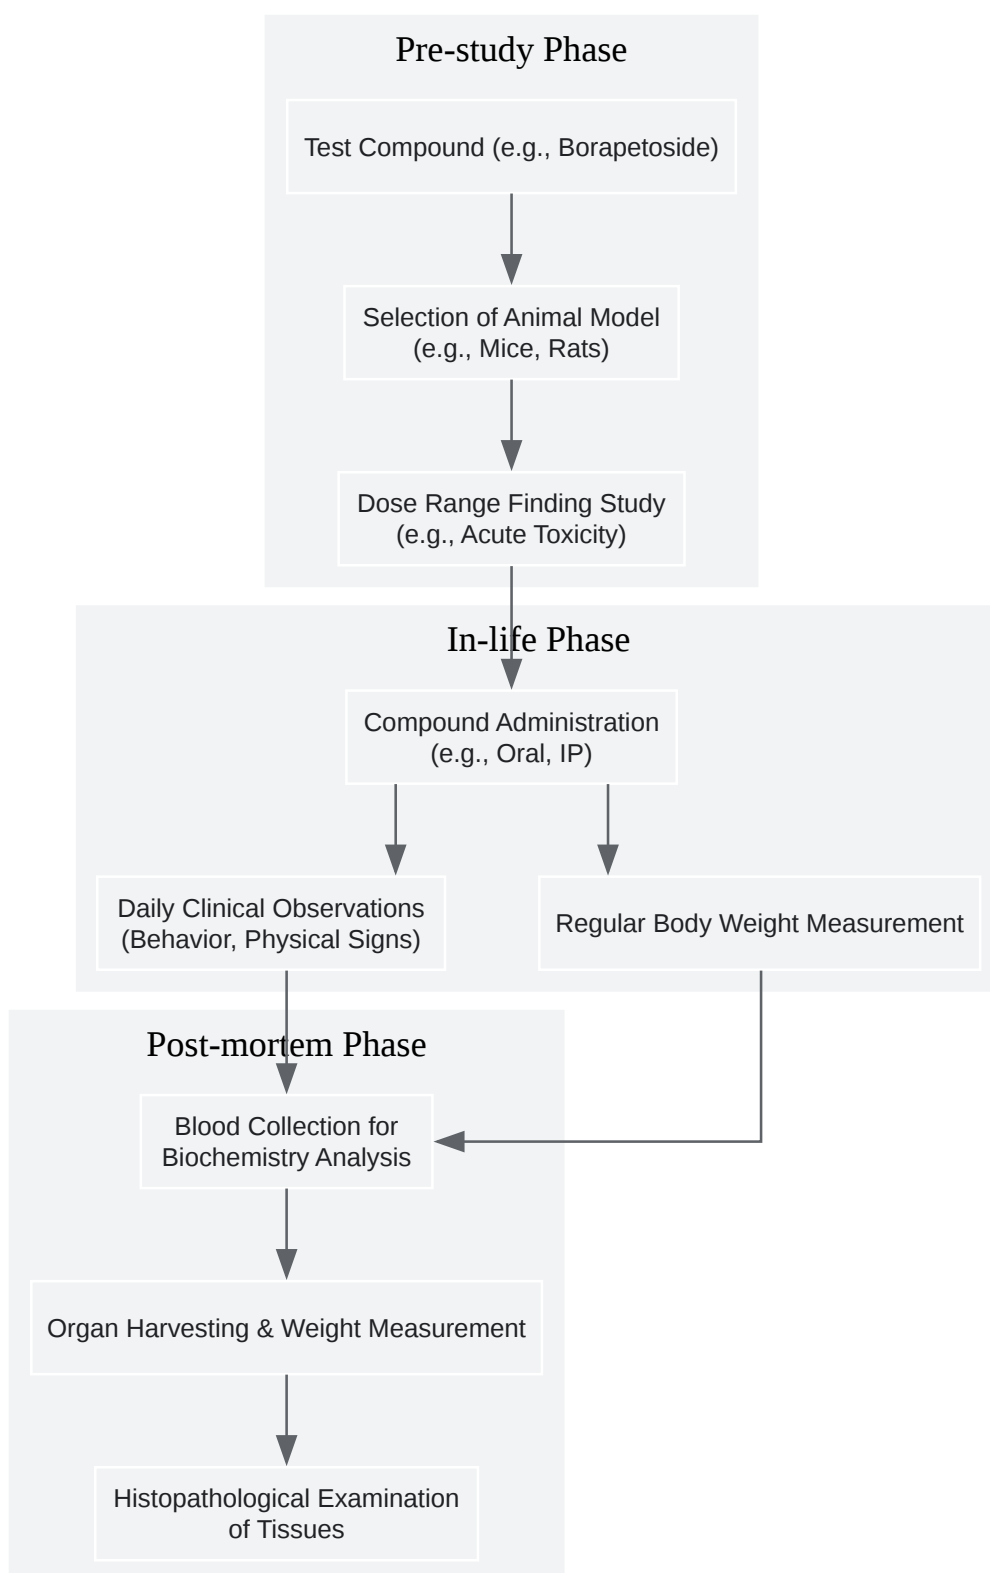 Pre-study Phase
Test Compound (e.g., Borapetoside)
Selection of Animal Model
(e.g., Mice, Rats)
Dose Range Finding Study
(e.g., Acute Toxicity)
In-life Phase
Compound Administration
(e.g., Oral, IP)
Daily Clinical Observations
(Behavior, Physical Signs)
Regular Body Weight Measurement
Post-mortem Phase
Blood Collection for
Biochemistry Analysis
Organ Harvesting & Weight Measurement
Histopathological Examination
of Tissues